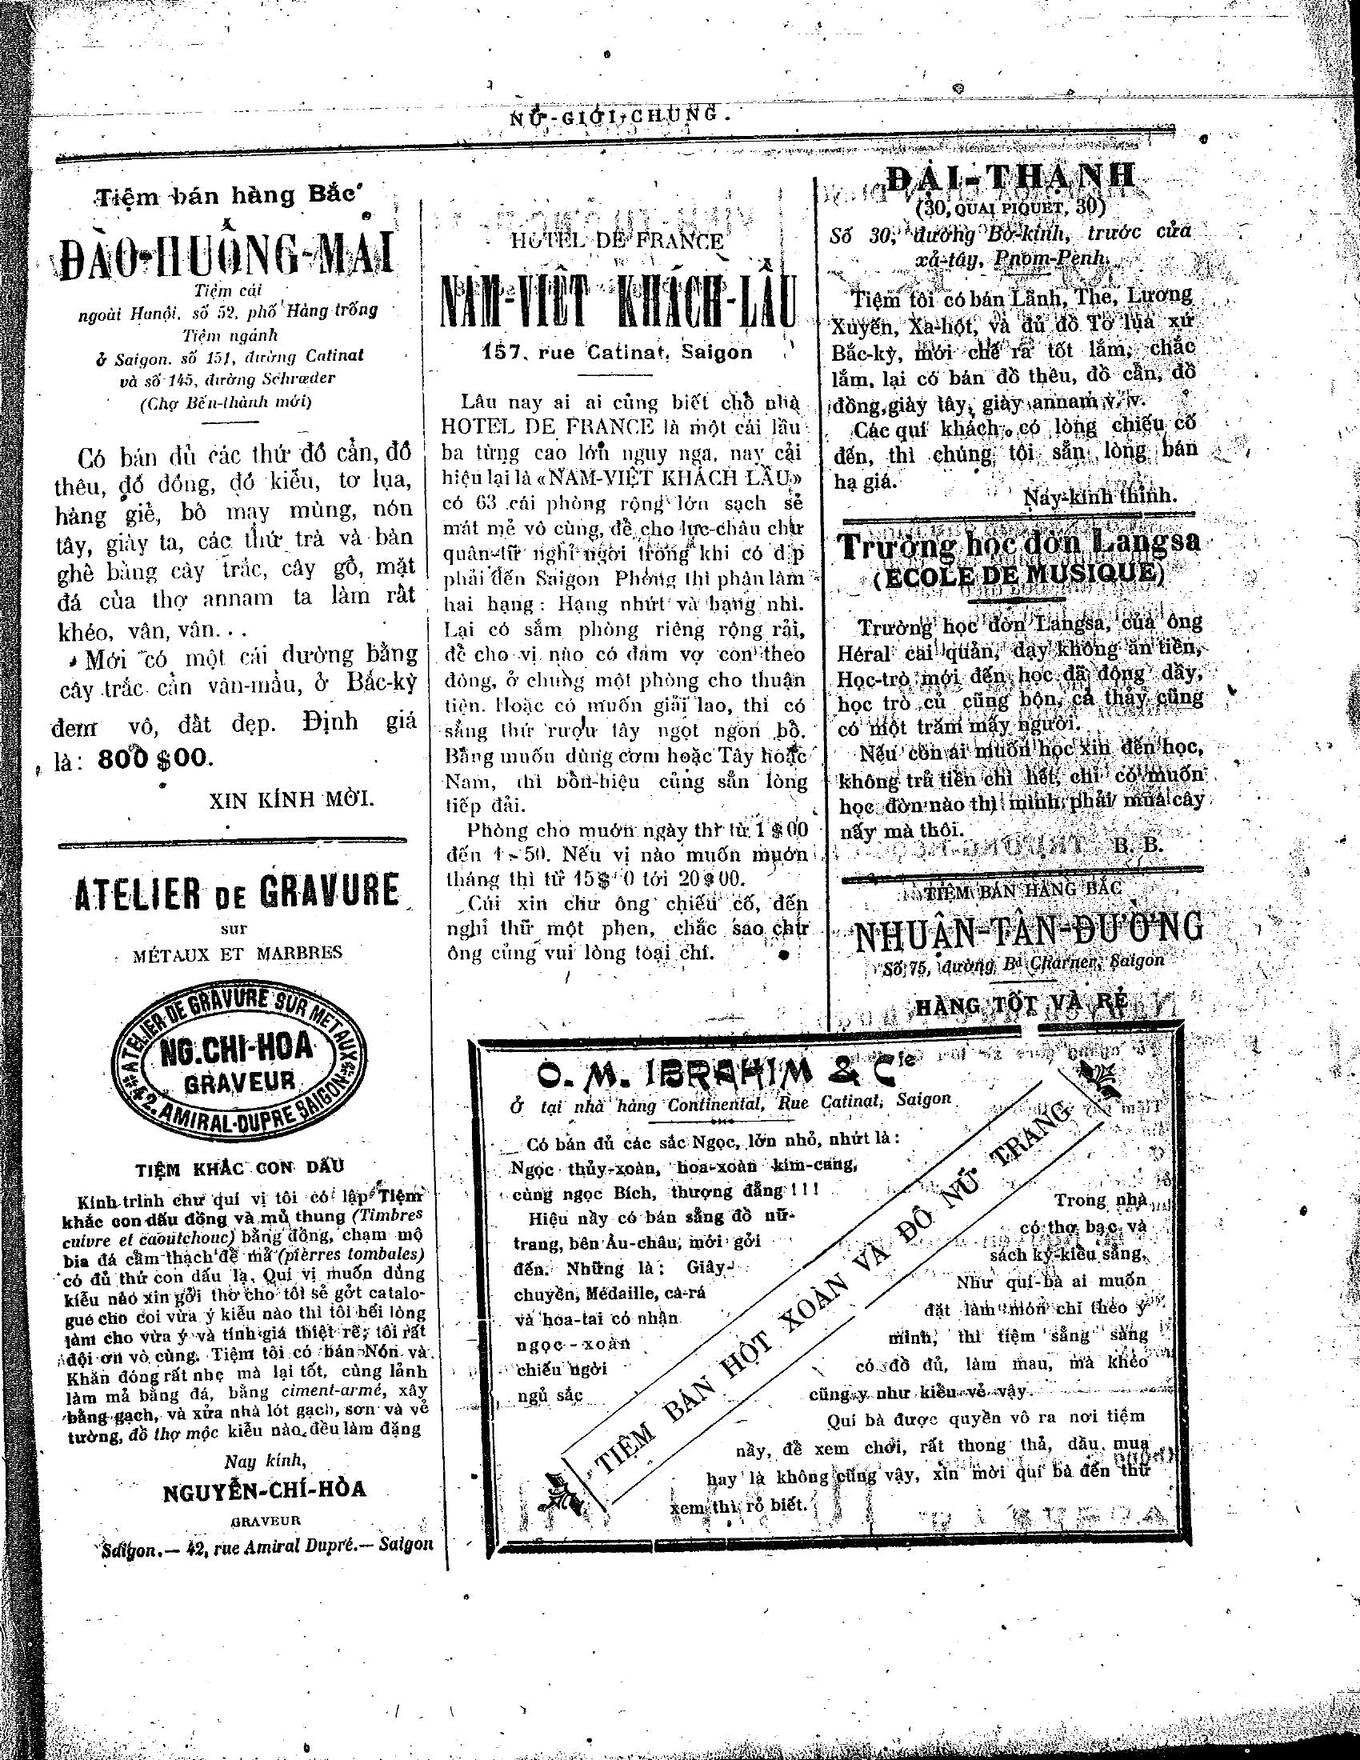 NỮ-GIỚI-CHUNG.
Tiệm bán hàng Bắc
ĐÀO-HUỐNG-MAI
Tiệm cái
ngoài Hanội. số 52, phố Hàng trống
Tiệm ngánh
ở Saigon. số 151, đường Catinat
và số 145, đường Schrœder
(Chợ Bến-thành mới)
Có bán đủ các thứ đồ cẩn, đồ
thêu, đồ đồng, đồ kiểu, tơ lụa,
hàng giẻ, bô may mùng, nón
tây, giày ta, các thứ trà và bàn
ghê bằng cày trắc, cây gồ, mặt
đá của thợ annam ta làm rất
khéo, vân, vân...
Mới có một cái dường bằng
cây trắc cẩn vân-mẫu, ở Bắc-kỳ
đem vô, đắt đẹp. Định giá
là: 800 $00.
XIN KÍNH MỜI.
ATELIER DE GRAVURE
sur
MÉTAUX ET MARBRES
ATELIER DE GRAVURE SUR METAUX
NG.CHI-HOA
GRAVEUR
42. AMIRAL-DUPRE SAIGON
TIỆM KHẮC CON DẤU
Kính trình chư quí vị tôi có lập Tiệm
khắc con dấu đồng và mủ thung (Timbres
cuivre et caoutchouc) bằng đồng, chạm mộ
bia đá cẩm thạch đề mả (pierres tombales)
có đủ thứ con dấu lạ. Qui vị muốn dùng
kiểu nào xin gởi thơ cho tôi sẽ gởt catalo-
gue cho coi vừa ý kiểu nào thì tôi hết lòng
làm cho vừa ý và tính giá thiệt rẽ; tôi rất
đội ơn vô cùng. Tiệm tôi có bán Nón và
Khăn đóng rất nhẹ mà lại tốt, cùng lảnh
làm mả bằng đá, bằng ciment-armé, xây
bằng gạch, và xửa nhà lót gạch, sơn và vẽ
tường, đồ thợ mộc kiểu nào đều làm đặng
Nay kính,
NGUYỄN-CHÍ-HÒA
GRAVEUR
Saigon.— 42, rue Amiral Dupré.— Saigon
HOTEL DE FRANCE
NAM-VIỆT KHÁCH-LẦU
157, rue Catinat, Saigon
Lâu nay ai ai cũng biết chỗ nhà
HOTEL DE FRANCE là một cái lầu
ba từng cao lớn nguy nga, nay cải
hiệu lại là «NAM-VIỆT KHÁCH LẦU»
có 63 cái phòng rộng lớn sạch sẽ
mát mẻ vô cùng, để cho lực-châu chư
quân-tử nghỉ ngơi trong khi có dịp
phải đến Saigon Phòng thì phân làm
hai hạng: Hạng nhứt và hạng nhì.
Lại có sắm phòng riêng rộng rải,
để cho vị nào có đám vợ con theo
đòng, ở chung một phòng cho thuận
tiện. Hoặc có muốn giải lao, thì có
sẳng thứ rượu tây ngọt ngon bồ.
Bằng muốn dùng cơm hoặc Tây hoặc
Nam, thì bổn-hiệu cũng sẵn lòng
tiếp đải.
Phòng cho mướn ngày thì từ 1$00
đến 1 - 50. Nếu vị nào muốn mướn
tháng thì từ 15$ 0 tới 20$00.
Cúi xin chư ông chiếu cố, đến
nghỉ thử một phen, chắc sao chư
ông cũng vui lòng toại chí.
ĐẠI-THẠNH
(30, QUAI PIQUET, 30)
Số 30, đường Bờ-kinh, trước cửa
xả-tây, Pnom-Penh.
Tiệm tôi có bán Lãnh, The, Lương
Xuyến, Xa-hột, và đủ đồ Tơ lụa xứ
Bắc-kỳ, mới chế ra tốt lắm, chắc
lắm, lại có bán đồ thêu, đồ cẩn, đồ
đồng, giày tây, giày annam v. v.
Các quí khách có lòng chiếu cố
đến, thì chúng tôi sẵn lòng bán
hạ giá.
Nay kính thỉnh.
Trường học đờn Langsa
(ECOLE DE MUSIQUE)
Trường học đờn Langsa, của ông
Héral cai quản, dạy không ăn tiền,
Học-trò mới đến học đã động dầy,
học trò củ cũng bộn, cả thảy cũng
có một trăm mấy người.
Nếu còn ai muốn học xin đến học,
không trả tiền chi hết, chỉ có muốn
học đờn nào thì mình phải mua cây
nấy mà thôi.
B. B.
TIỆM BÁN HÀNG BẮC
NHUẬN-TÂN-ĐƯỜNG
Số 75, đường Bd Charner, Saigon
HÀNG TỐT VÀ RẺ
O. M. IBRAHIM & Cie
Ở tại nhà hàng Continental, Rue Catinat, Saigon
Có bán đủ các sắc Ngọc, lớn nhỏ, nhứt là:
Ngọc thủy-xoàn, hoa-xoàn kim-cang,
cùng ngọc Bích, thượng đẳng!!!
Hiệu nầy có bán sẳng đồ nữ-
trang, bên Âu-châu, mới gởi
đến. Những là: Giây-
chuyền, Médaille, cà-rá
và hoa-tai có nhận
ngọc-xoàn
chiếu ngời
ngũ sắc
TIỆM BÁN HỘT XOÀN VÀ ĐỒ NỮ TRANG
Trong nhà
có thợ bạc và
sách ky-kiểu sẳng,
Như quí-bà ai muốn
đặt làm món chi theo ý
mình, thì tiệm sẳng sàng
có đồ đủ, làm mau, mà khéo
cũng y như kiểu vẻ vậy.
Quí bà được quyền vô ra nơi tiệm
nầy, để xem chơi, rất thong thả, dầu mua
hay là không cũng vậy, xin mời quí bà đến thử
xem thì rỏ biết.